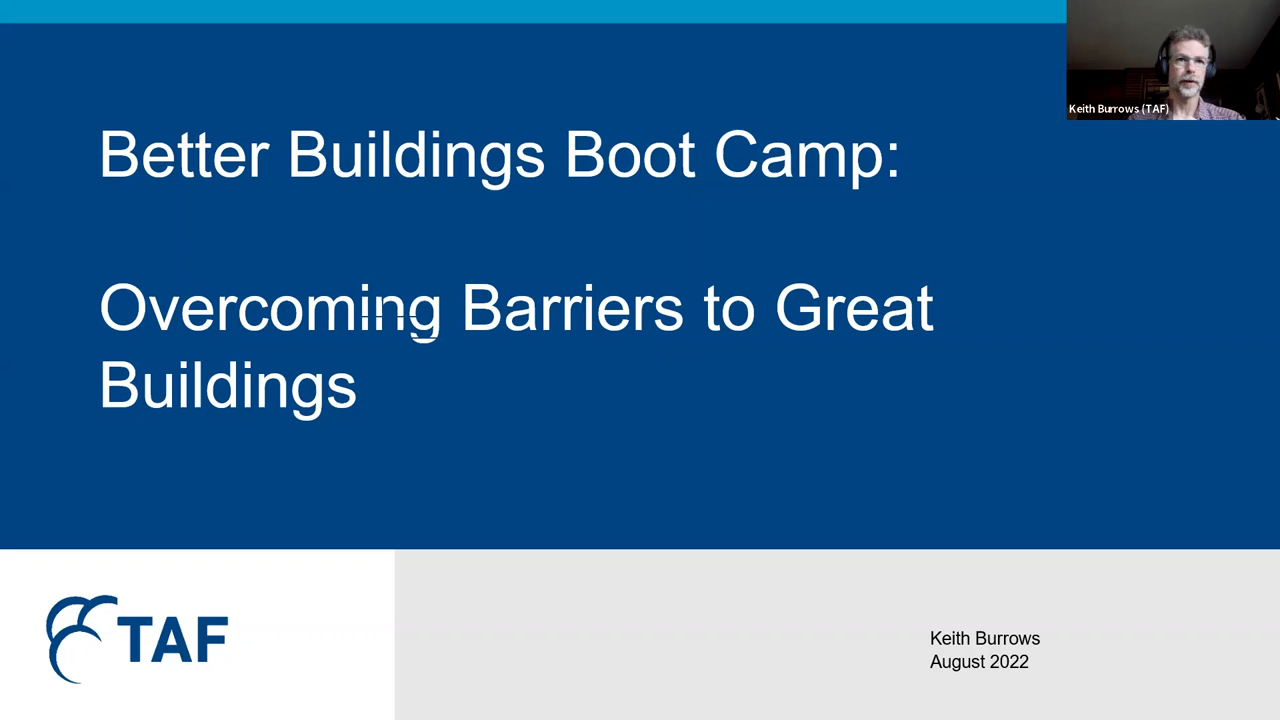 Keith Burrows (TAF)
Better Buildings Boot Camp:
Overcoming Barriers to Great
Buildings
TAF
Keith Burrows
August 2022